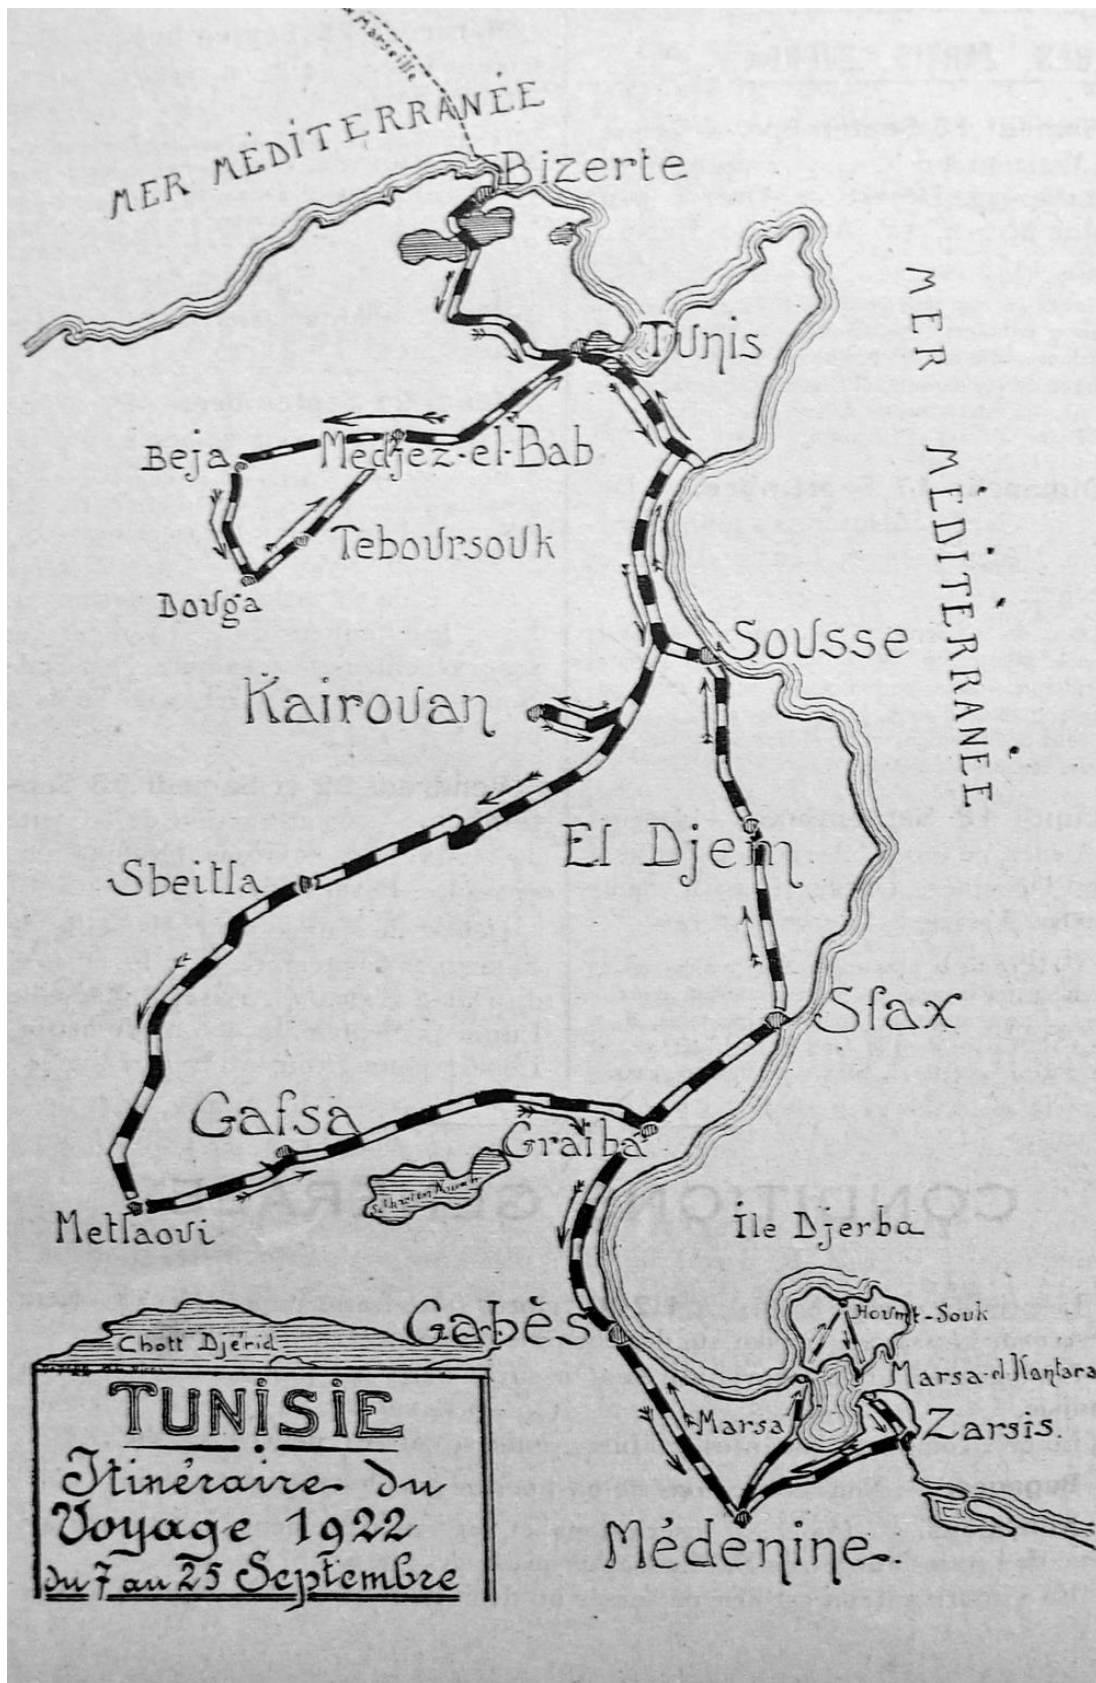 Marseille
MER MÉDITERRANÉE
Bizerte
Tunis
MER MÉDITERRANÉE
Beja
Medjez-el-Bab
Teboursouk
Douga
Sousse
Kairouan
El Djem
Sbeitla
Sfax
Gafsa
Graiba
Metlaoui
Île Djerba
Gabès
Houmt-Souk
Chott Djérid
Marsa-el-Kantara
Marsa
Zarsis.
Médenine.
TUNISIE
Itinéraire du
Voyage 1922
du 7 au 25 Septembre